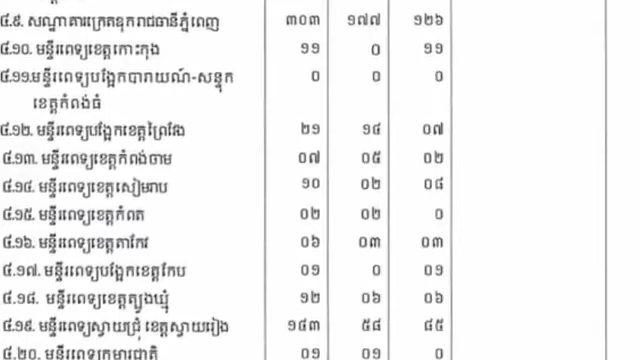 ៤.៩. សណ្ឋាគារក្រេតឌុករាជធានីភ្នំពេញ ៣០៣ ១៧៧ ១២៦
៤.១០. មន្ទីរពេទ្យខេត្តកោះកុង ១១ ០ ១១
៤.១១.មន្ទីរពេទ្យបង្អែកបារាយណ៍-សន្ទុក ០ ០ ០
ខេត្តកំពង់ធំ
៤.១២. មន្ទីរពេទ្យបង្អែកខេត្តព្រៃវែង ២១ ១៤ ០៧
៤.១៣. មន្ទីរពេទ្យខេត្តកំពង់ចាម ០៧ ០៥ ០២
៤.១៤. មន្ទីរពេទ្យខេត្តសៀមរាប ១០ ០២ ០៨
៤.១៥. មន្ទីរពេទ្យខេត្តកំពត ០២ ០២ ០
៤.១៦. មន្ទីរពេទ្យខេត្តតាកែវ ០៦ ០៣ ០៣
៤.១៧. មន្ទីរពេទ្យបង្អែកខេត្តកែប ០១ ០ ០១
៤.១៨. មន្ទីរពេទ្យខេត្តត្បូងឃ្មុំ ១២ ០៦ ០៦
៤.១៩. មន្ទីរពេទ្យស្វាយជ្រុំ ខេត្តស្វាយរៀង ១៤៣ ៥៨ ៨៥
៤.២០. មន្ទីរពេទ្យកុមារជាតិ ០១ ០១ ០